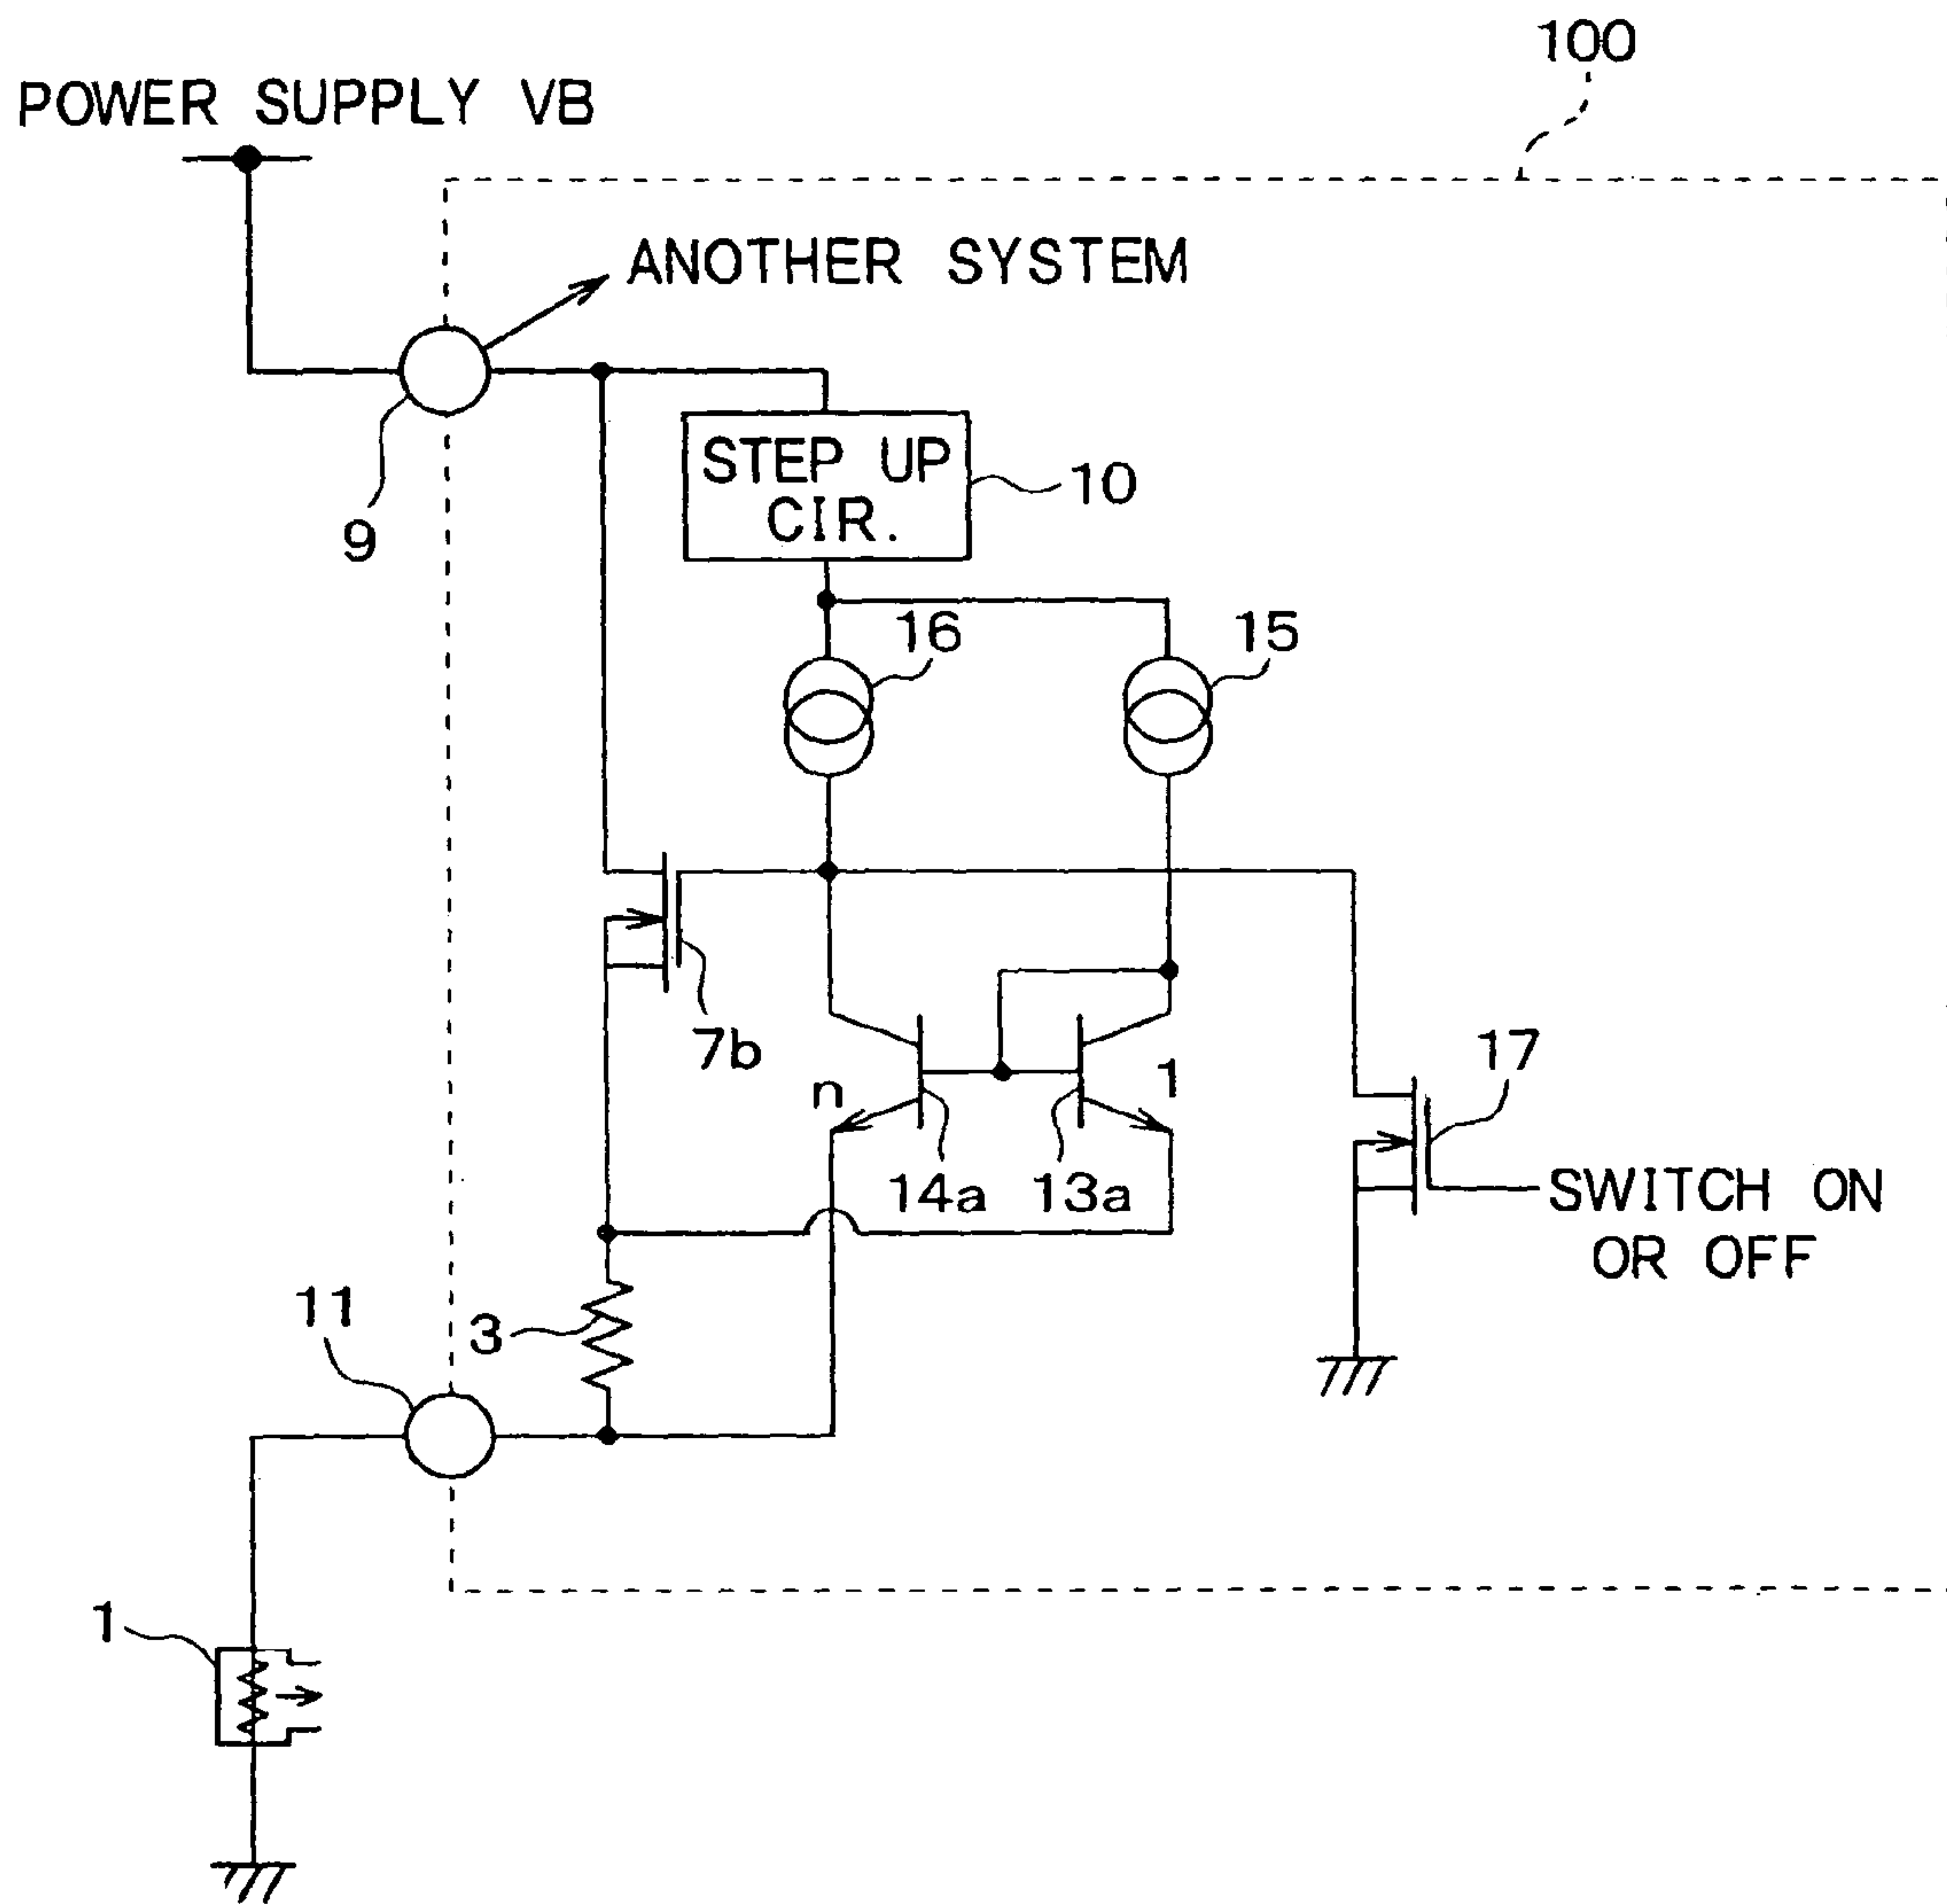 100
POWER SUPPLY VB
ANOTHER SYSTEM
9
STEP UP
CIR.
10
16
15
7b
n
1
17
14a
13a
SWITCH ON
OR OFF
11
3
1